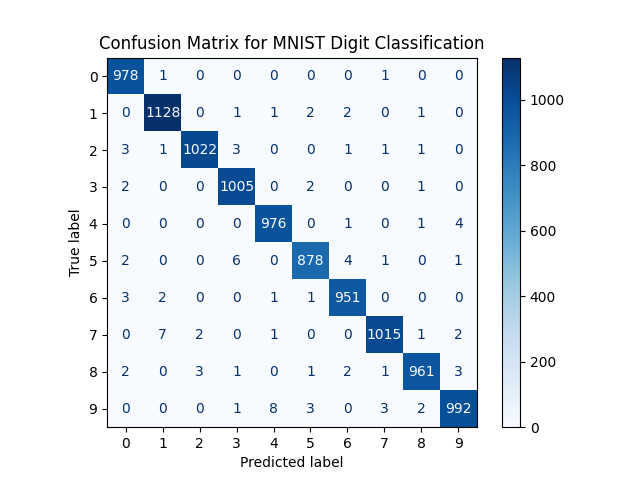 Confusion Matrix for MNIST Digit Classification
0 978 1 0 0 0 0 0 1 0 0
1 0 1128 0 1 1 2 2 0 1 0
2 3 1 1022 3 0 0 1 1 1 0
3 2 0 0 1005 0 2 0 0 1 0
4 0 0 0 0 976 0 1 0 1 4
5 2 0 0 6 0 878 4 1 0 1
6 3 2 0 0 1 1 951 0 0 0
7 0 7 2 0 1 0 0 1015 1 2
8 2 0 3 1 0 1 2 1 961 3
9 0 0 0 1 8 3 0 3 2 992
0 1 2 3 4 5 6 7 8 9
Predicted label
True label
1000
800
600
400
200
0